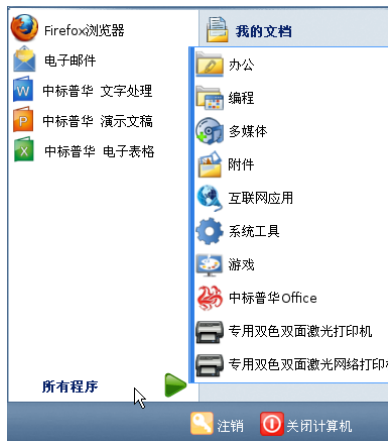 Firefox浏览器
电子邮件
中标普华 文字处理
中标普华 演示文稿
中标普华 电子表格
所有程序
我的文档
办公
编程
多媒体
附件
互联网应用
系统工具
游戏
中标普华Office
专用双色双面激光打印机
专用双色双面激光网络打印
注销
关闭计算机